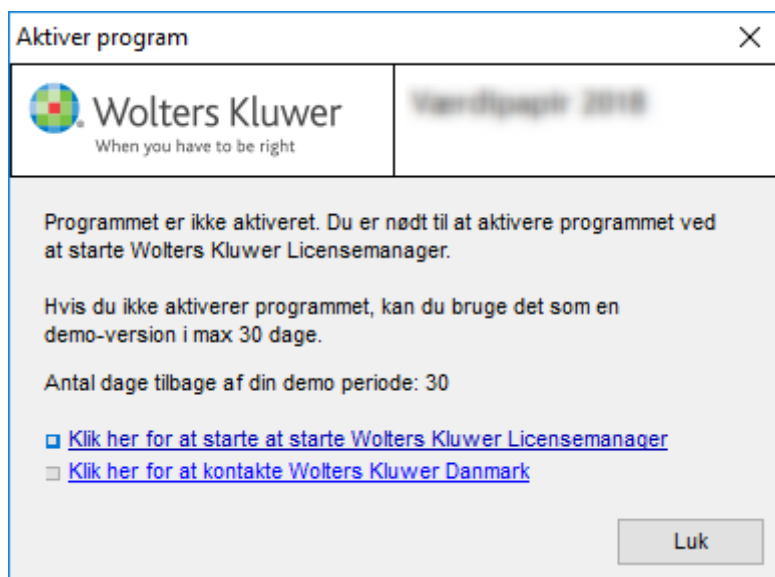 Aktiver program
Wolters Kluwer
When you have to be right
Værdipapir 2018
Programmet er ikke aktiveret. Du er nødt til at aktivere programmet ved
at starte Wolters Kluwer Licensemanager.
Hvis du ikke aktiverer programmet, kan du bruge det som en
demo-version i max 30 dage.
Antal dage tilbage af din demo periode: 30
Klik her for at starte at starte Wolters Kluwer Licensemanager
Klik her for at kontakte Wolters Kluwer Danmark
Luk